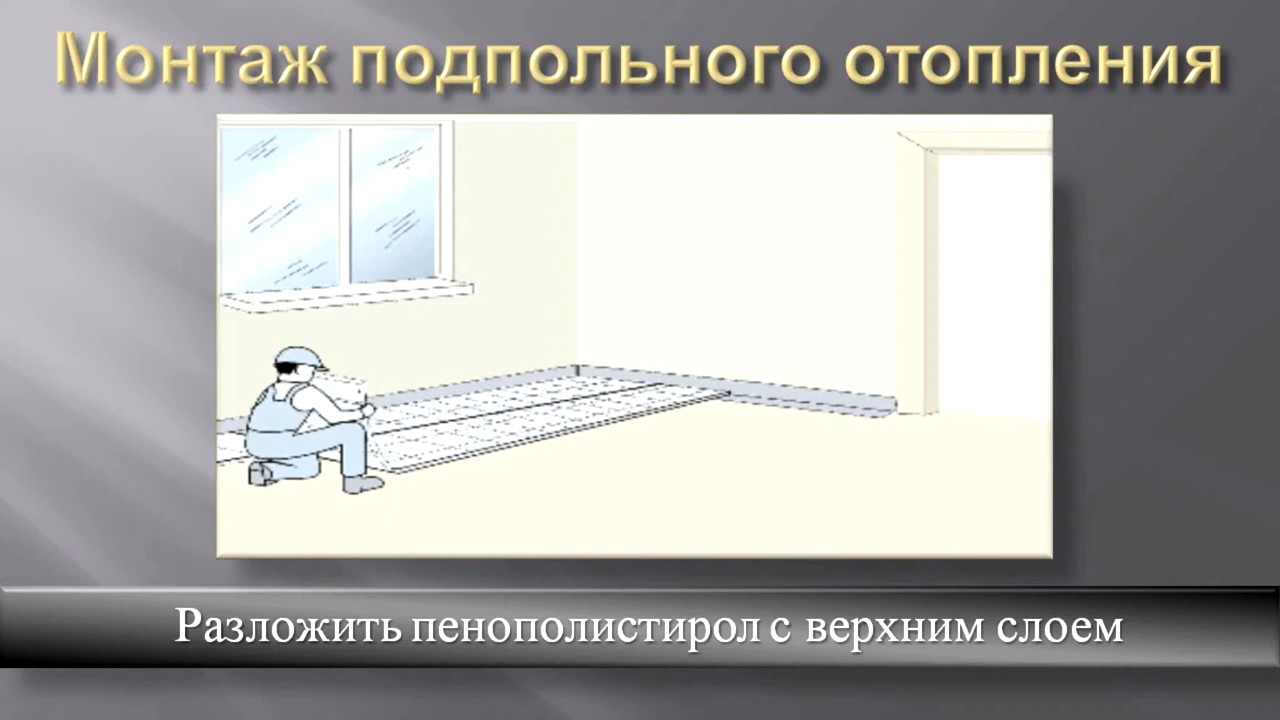 Монтаж подпольного отопления
Разложить пенополистирол с верхним слоем